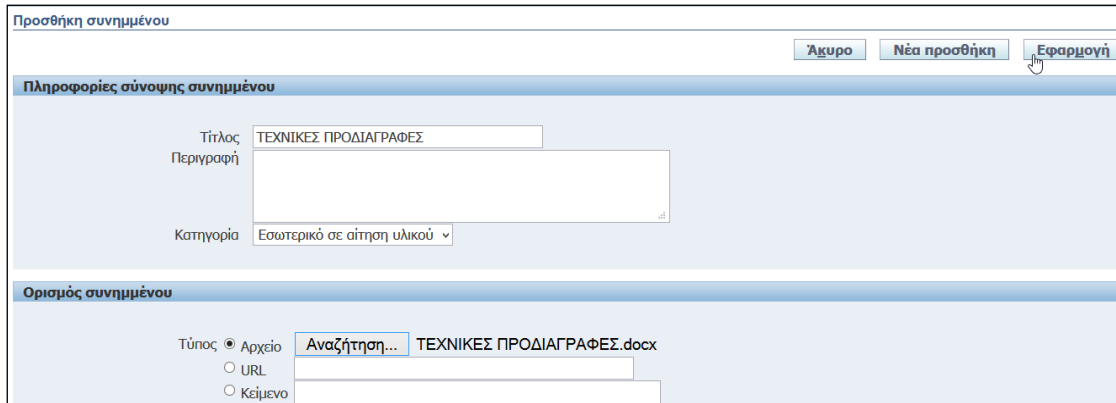 Προσθήκη συνημμένου
Άκυρο Νέα προσθήκη Εφαρμογή
Πληροφορίες σύνοψης συνημμένου
Τίτλος ΤΕΧΝΙΚΕΣ ΠΡΟΔΙΑΓΡΑΦΕΣ
Περιγραφή
Κατηγορία Εσωτερικό σε αίτηση υλικού
Ορισμός συνημμένου
Τύπος Αρχείο Αναζήτηση... ΤΕΧΝΙΚΕΣ ΠΡΟΔΙΑΓΡΑΦΕΣ.docx
URL
Κείμενο